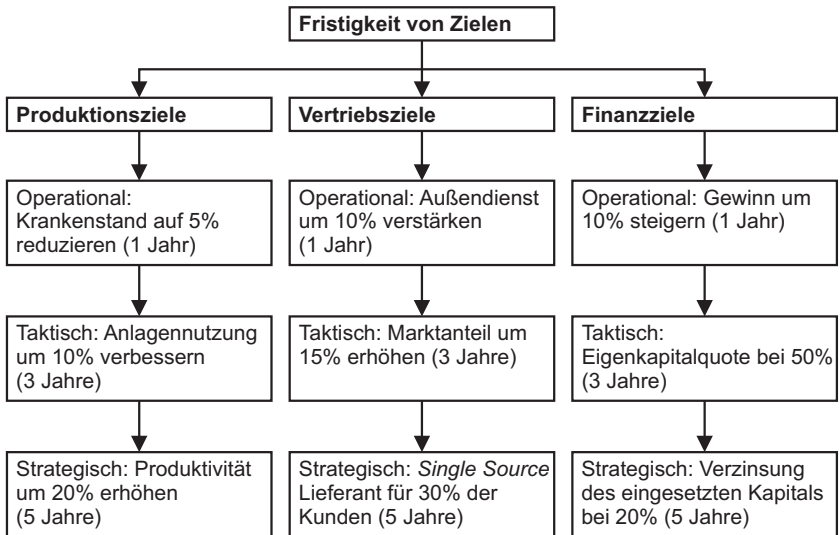 Fristigkeit von Zielen
Produktionsziele
Vertriebsziele
Finanzziele
Operational:
Krankenstand auf 5%
reduzieren (1 Jahr)
Operational: Außendienst
um 10% verstärken
(1 Jahr)
Operational: Gewinn um
10% steigern (1 Jahr)
Taktisch: Anlagennutzung
um 10% verbessern
(3 Jahre)
Taktisch: Marktanteil um
15% erhöhen (3 Jahre)
Taktisch:
Eigenkapitalquote bei 50%
(3 Jahre)
Strategisch: Produktivität
um 20% erhöhen
(5 Jahre)
Strategisch: Single Source
Lieferant für 30% der
Kunden (5 Jahre)
Strategisch: Verzinsung
des eingesetzten Kapitals
bei 20% (5 Jahre)